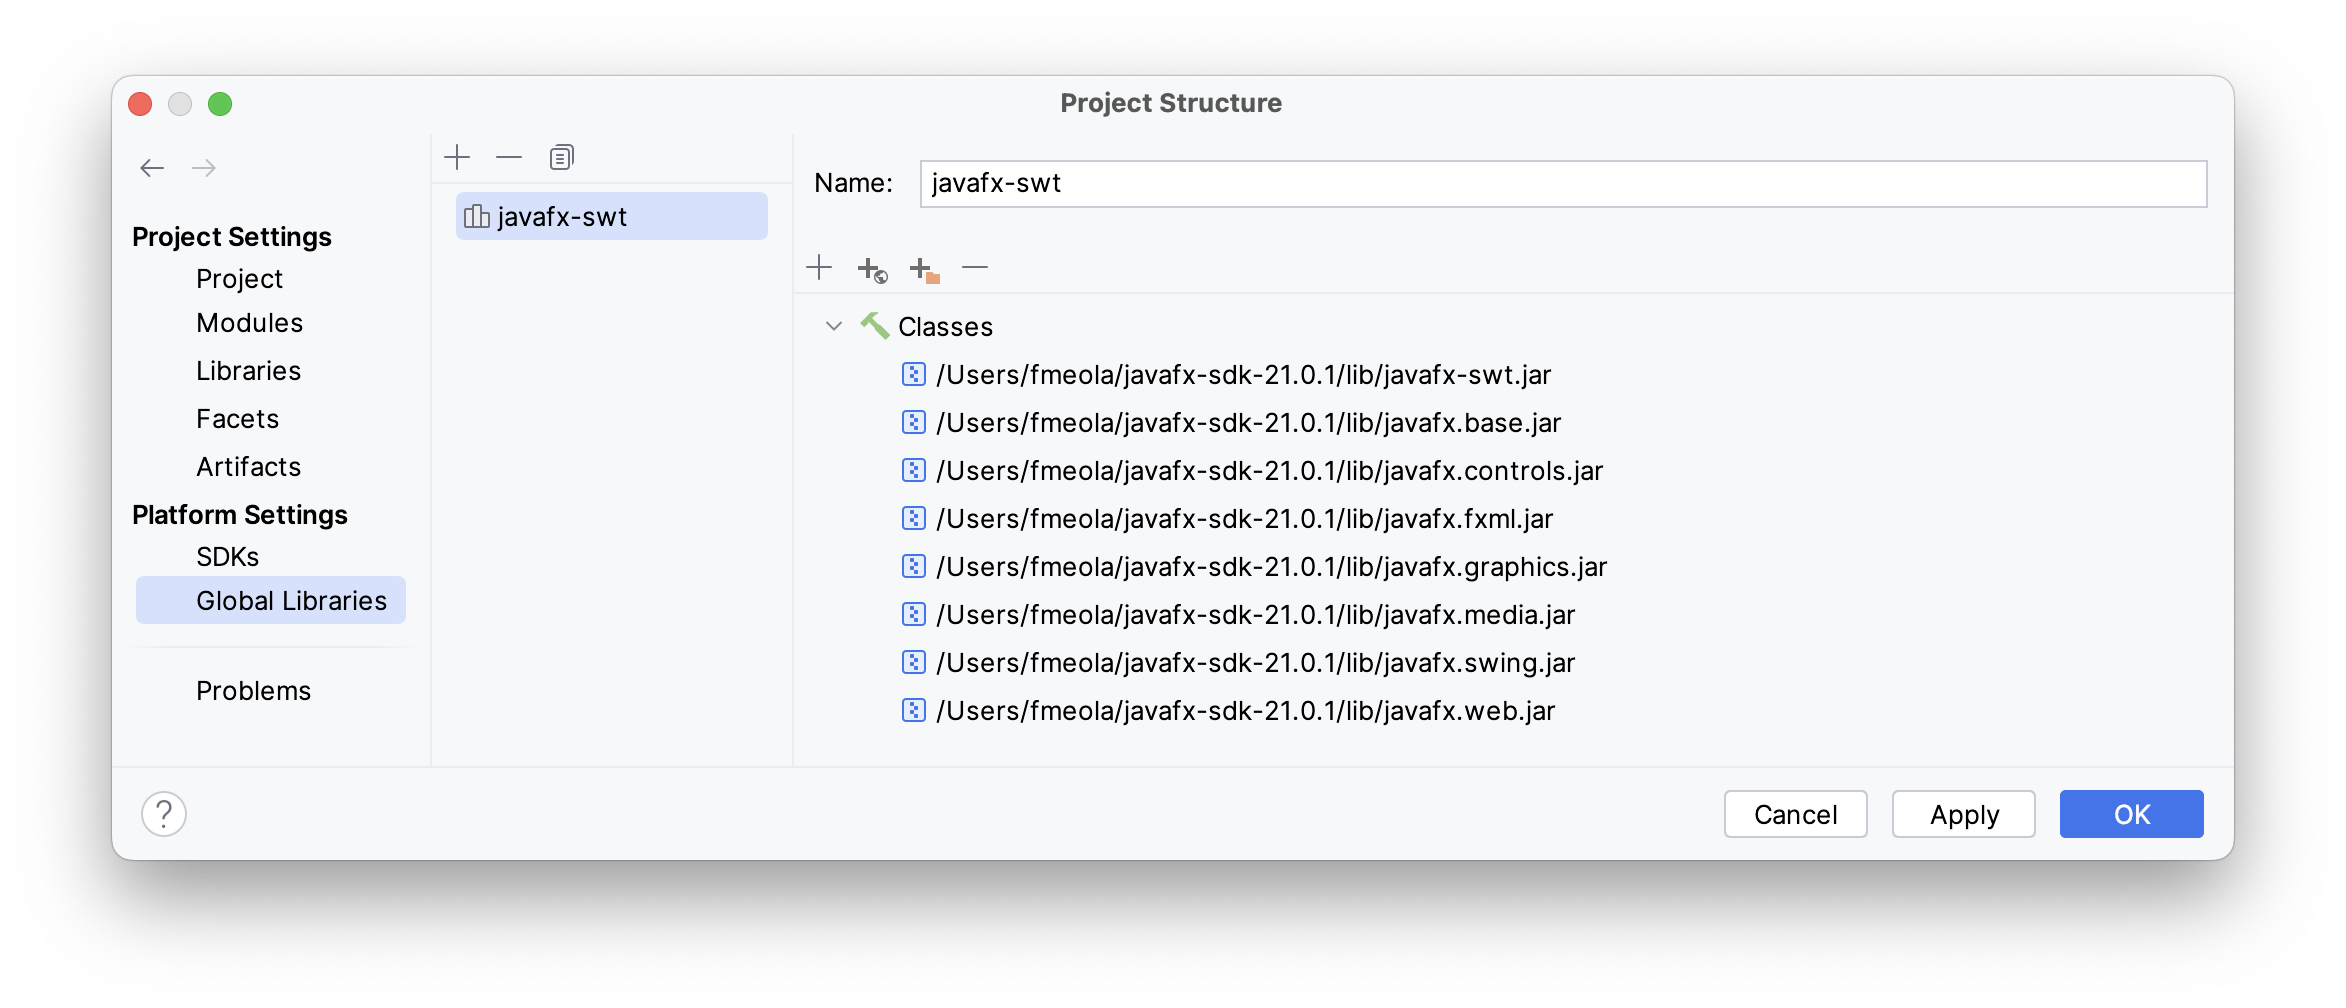 Project Structure
Project Settings
Project
Modules
Libraries
Facets
Artifacts
Platform Settings
SDKs
Global Libraries
Problems
javafx-swt
Name: javafx-swt
Classes
/Users/fmeola/javafx-sdk-21.0.1/lib/javafx-swt.jar
/Users/fmeola/javafx-sdk-21.0.1/lib/javafx.base.jar
/Users/fmeola/javafx-sdk-21.0.1/lib/javafx.controls.jar
/Users/fmeola/javafx-sdk-21.0.1/lib/javafx.fxml.jar
/Users/fmeola/javafx-sdk-21.0.1/lib/javafx.graphics.jar
/Users/fmeola/javafx-sdk-21.0.1/lib/javafx.media.jar
/Users/fmeola/javafx-sdk-21.0.1/lib/javafx.swing.jar
/Users/fmeola/javafx-sdk-21.0.1/lib/javafx.web.jar
? Cancel Apply OK